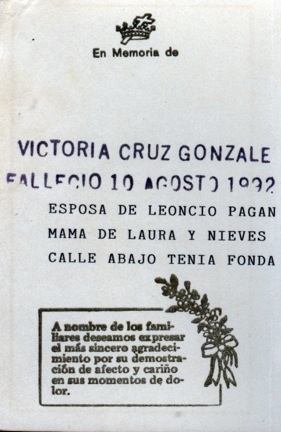 En Memoria de
VICTORIA CRUZ GONZALE
FALLECIO 10 AGOSTO 1992
ESPOSA DE LEONCIO PAGAN
MAMA DE LAURA Y NIEVES
CALLE ABAJO TENIA FONDA
A nombre de los fami-
liares deseamos expresar
el más sincero agradeci-
miento por su demostra-
ción de afecto y cariño
en sus momentos de do-
lor.